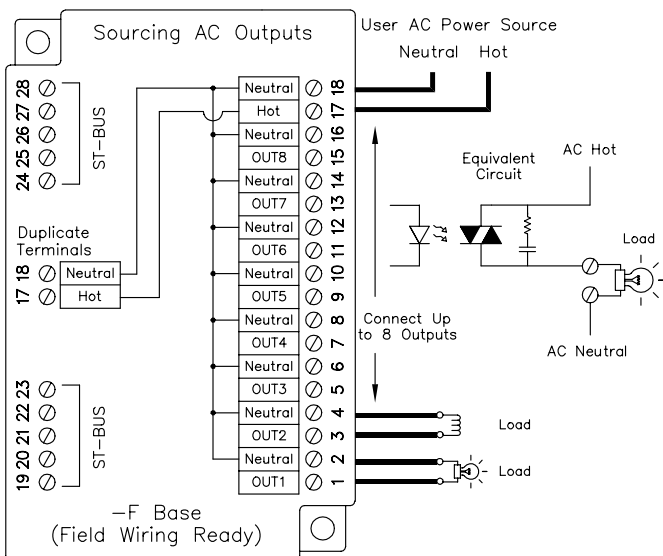 Sourcing AC Outputs
User AC Power Source
Neutral Hot
28
27
26
25
24
ST-BUS
Duplicate
Terminals
18 Neutral
17 Hot
23
22
21
20
19
ST-BUS
Neutral 18
Hot 17
Neutral 16
OUT8 15
Neutral 14
OUT7 13
Neutral 12
OUT6 11
Neutral 10
OUT5 9
Neutral 8
OUT4 7
Neutral 6
OUT3 5
Neutral 4
OUT2 3
Neutral 2
OUT1 1
Equivalent
Circuit
AC Hot
Load
AC Neutral
Connect Up
to 8 Outputs
Load
Load
-F Base
(Field Wiring Ready)